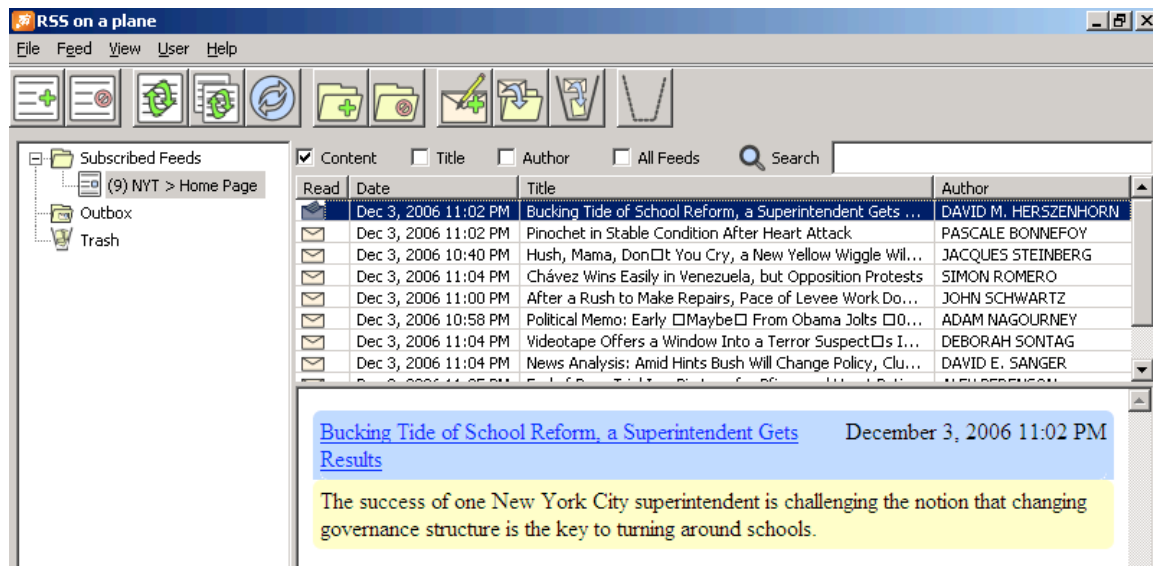 RSS on a plane
File Feed View User Help
Subscribed Feeds
(9) NYT > Home Page
Outbox
Trash
Content Title Author All Feeds Search
Read Date Title Author
Dec 3, 2006 11:02 PM Bucking Tide of School Reform, a Superintendent Gets ... DAVID M. HERSZENHORN
Dec 3, 2006 11:02 PM Pinochet in Stable Condition After Heart Attack PASCALE BONNEFOY
Dec 3, 2006 10:40 PM Hush, Mama, Don□t You Cry, a New Yellow Wiggle Wil... JACQUES STEINBERG
Dec 3, 2006 11:04 PM Chávez Wins Easily in Venezuela, but Opposition Protests SIMON ROMERO
Dec 3, 2006 11:00 PM After a Rush to Make Repairs, Pace of Levee Work Do... JOHN SCHWARTZ
Dec 3, 2006 10:58 PM Political Memo: Early □Maybe□ From Obama Jolts □0... ADAM NAGOURNEY
Dec 3, 2006 11:04 PM Videotape Offers a Window Into a Terror Suspect□s I... DEBORAH SONTAG
Dec 3, 2006 11:04 PM News Analysis: Amid Hints Bush Will Change Policy, Clu... DAVID E. SANGER
Bucking Tide of School Reform, a Superintendent Gets December 3, 2006 11:02 PM
Results
The success of one New York City superintendent is challenging the notion that changing
governance structure is the key to turning around schools.